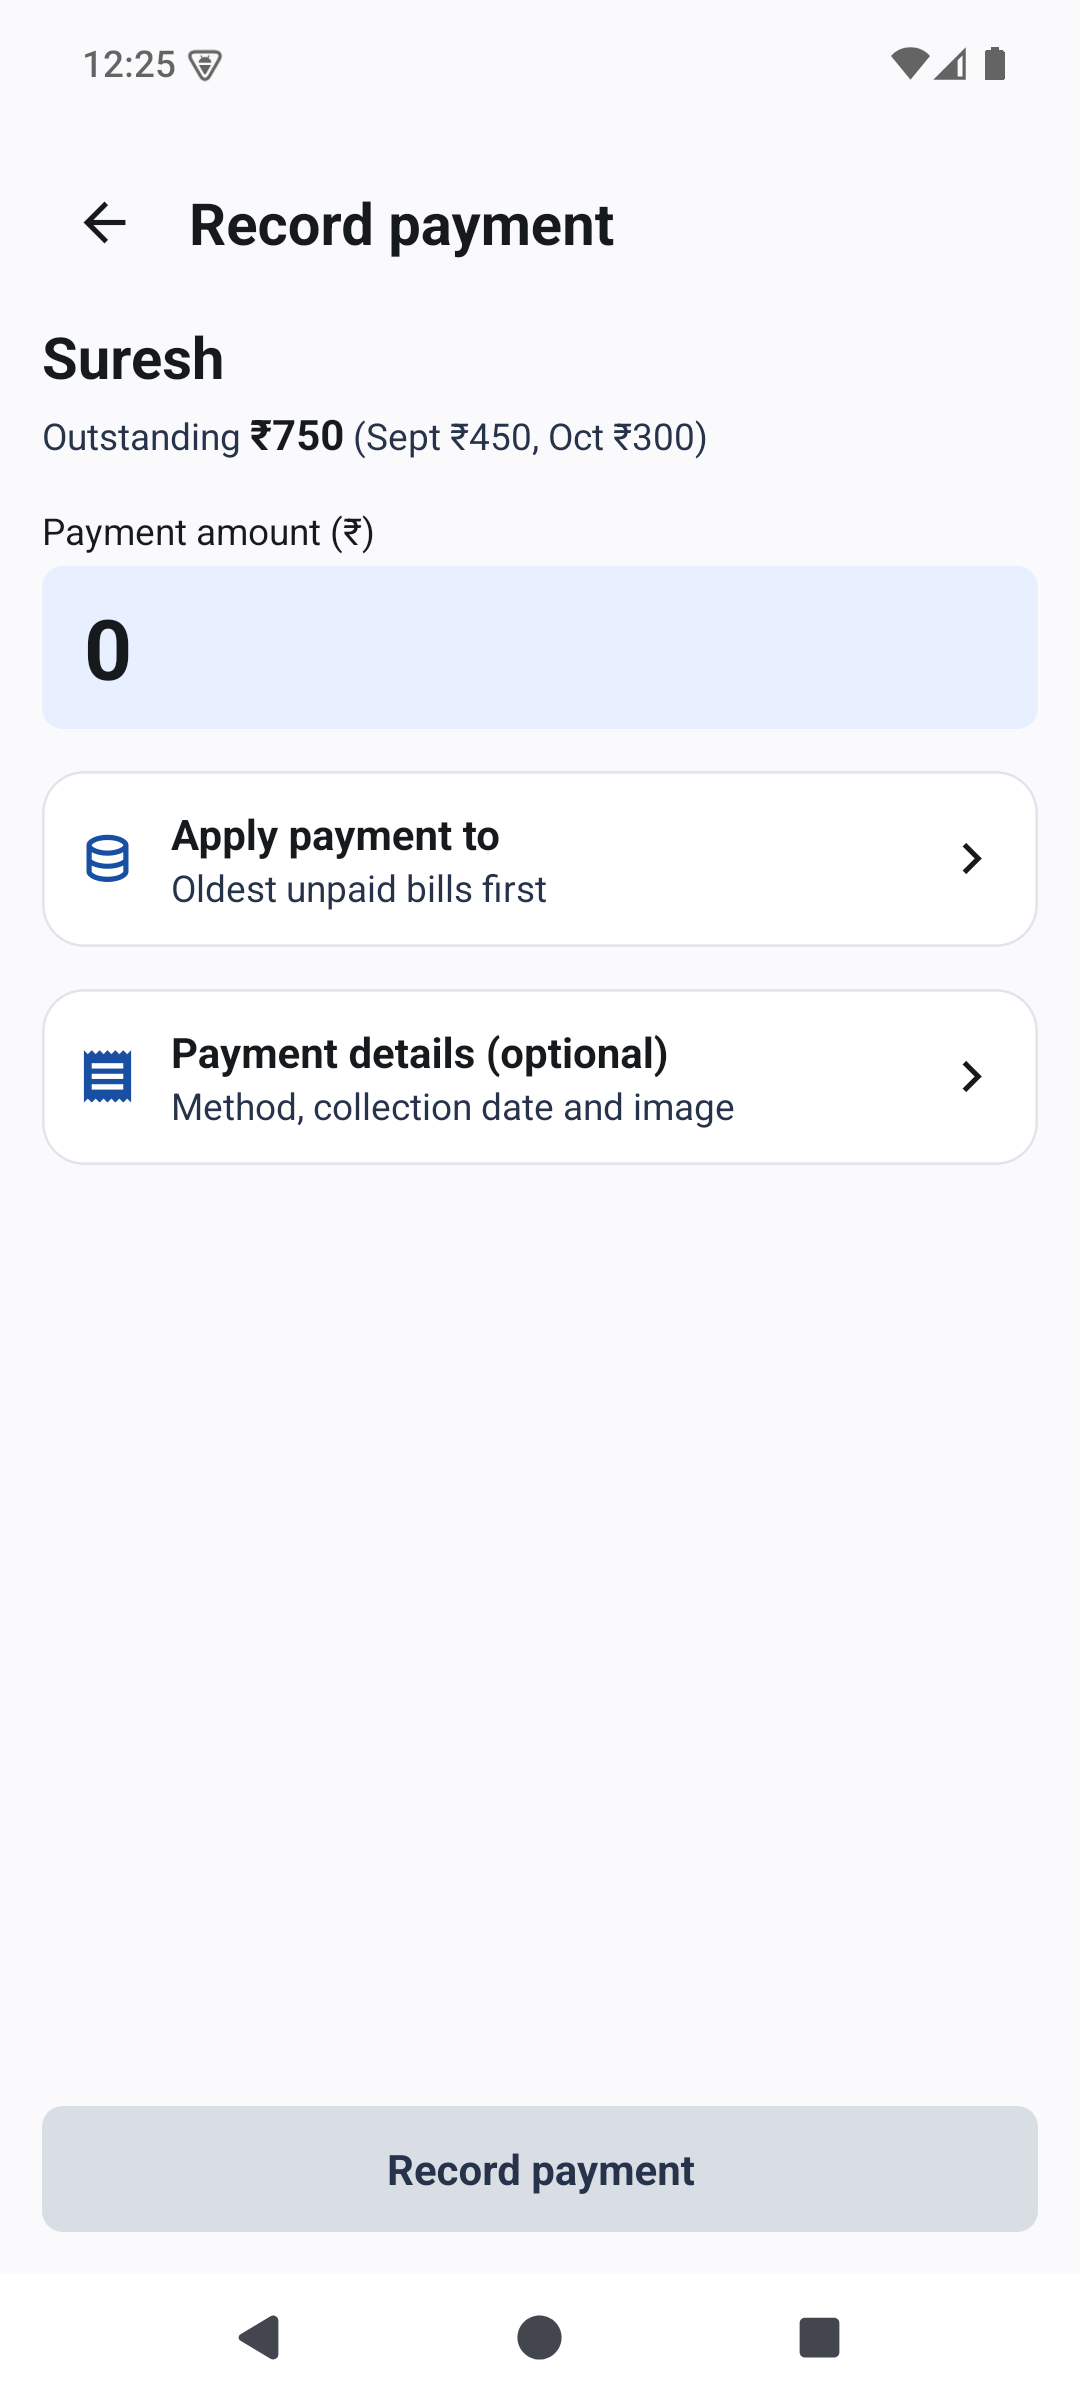 12:25
Record payment
Suresh
Outstanding ₹750 (Sept ₹450, Oct ₹300)
Payment amount (₹)
0
Apply payment to
Oldest unpaid bills first
Payment details (optional)
Method, collection date and image
Record payment